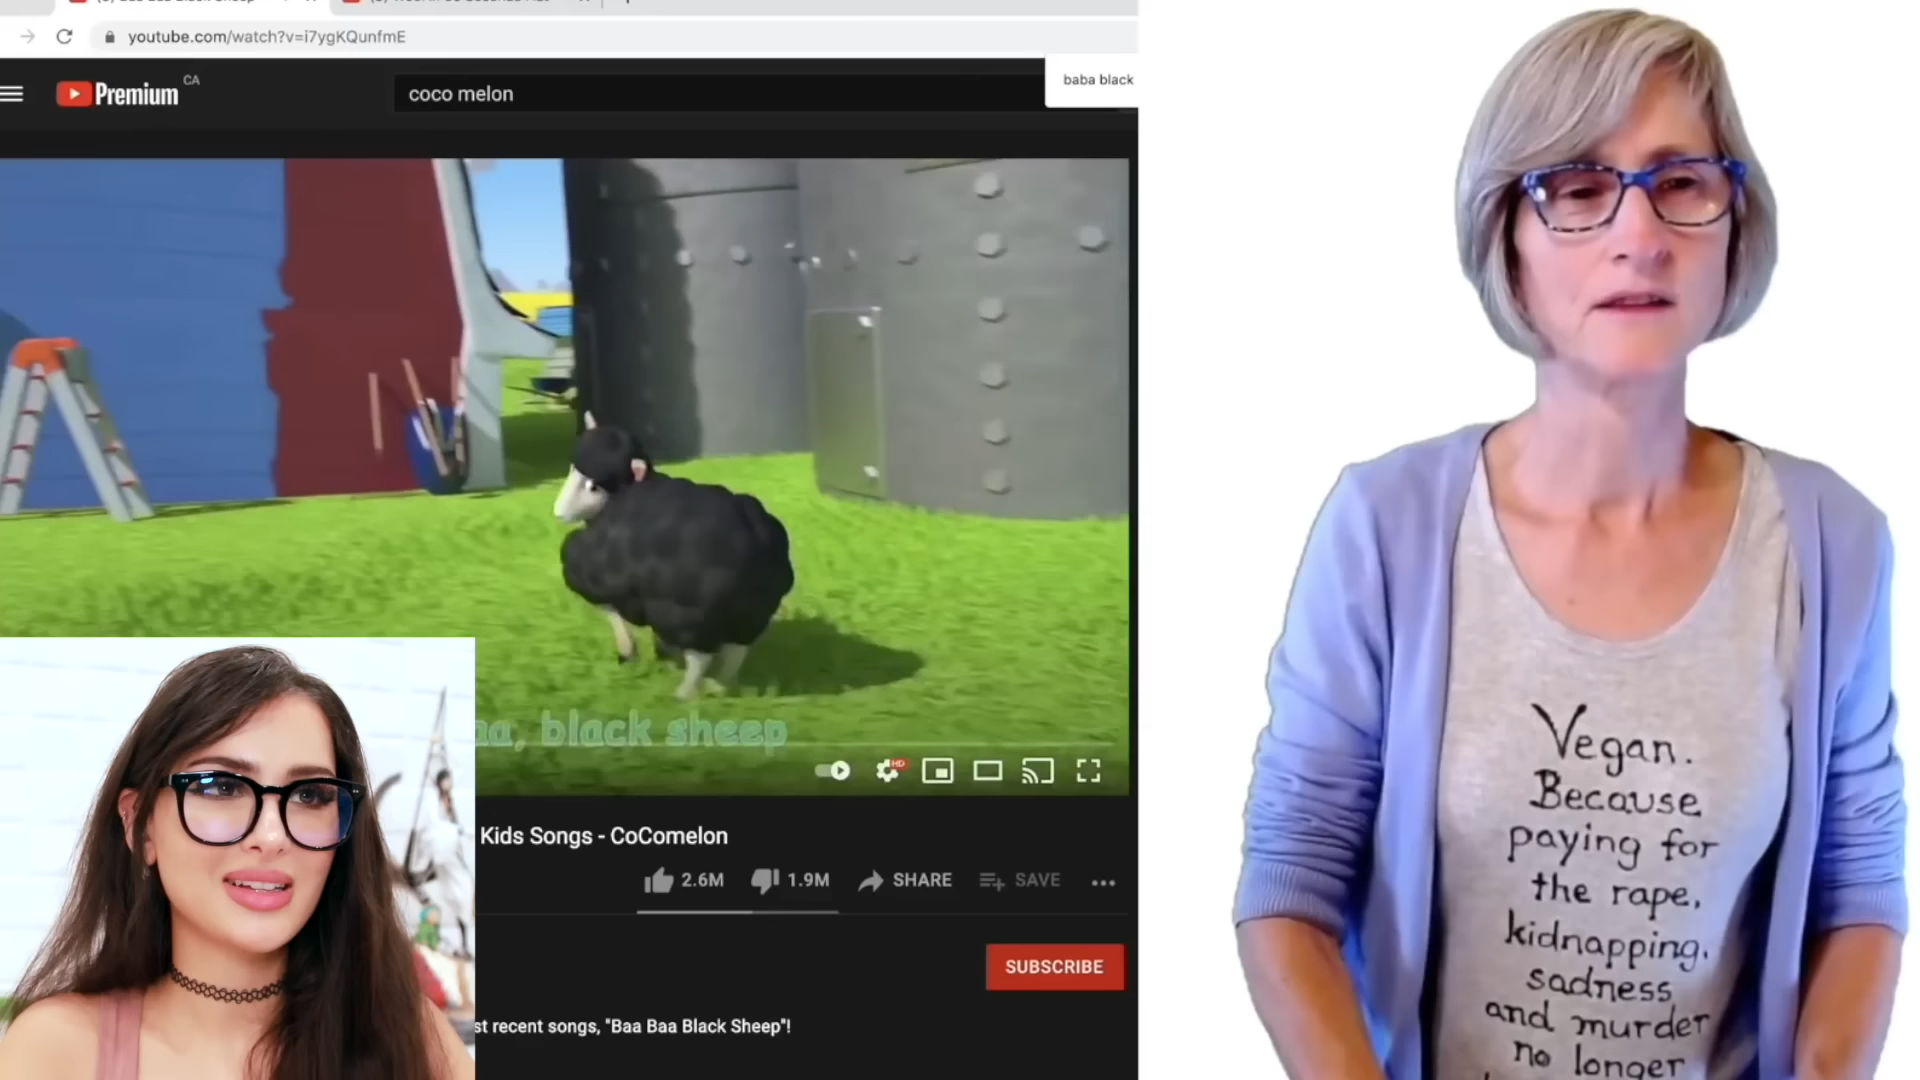 youtube.com/watch?v=i7ygKQunfmE
Premium CA
coco melon
baba black
aa, black sheep
HD
Kids Songs - CoComelon
2.6M 1.9M SHARE SAVE
SUBSCRIBE
st recent songs, "Baa Baa Black Sheep"!
Vegan.
Because
paying for
the rape,
kidnapping,
sadness
and murder
no longer